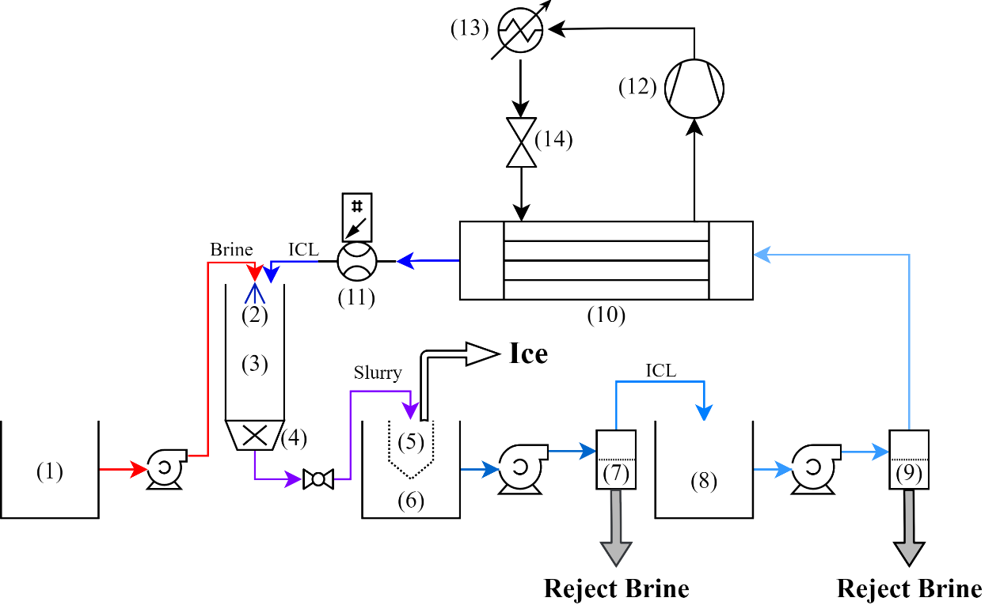 (13)
(12)
(14)
#
Brine
ICL
(11)
(10)
(2)
(3)
Ice
Slurry
ICL
(4)
(5)
(1)
(7)
(8)
(9)
(6)
Reject Brine
Reject Brine